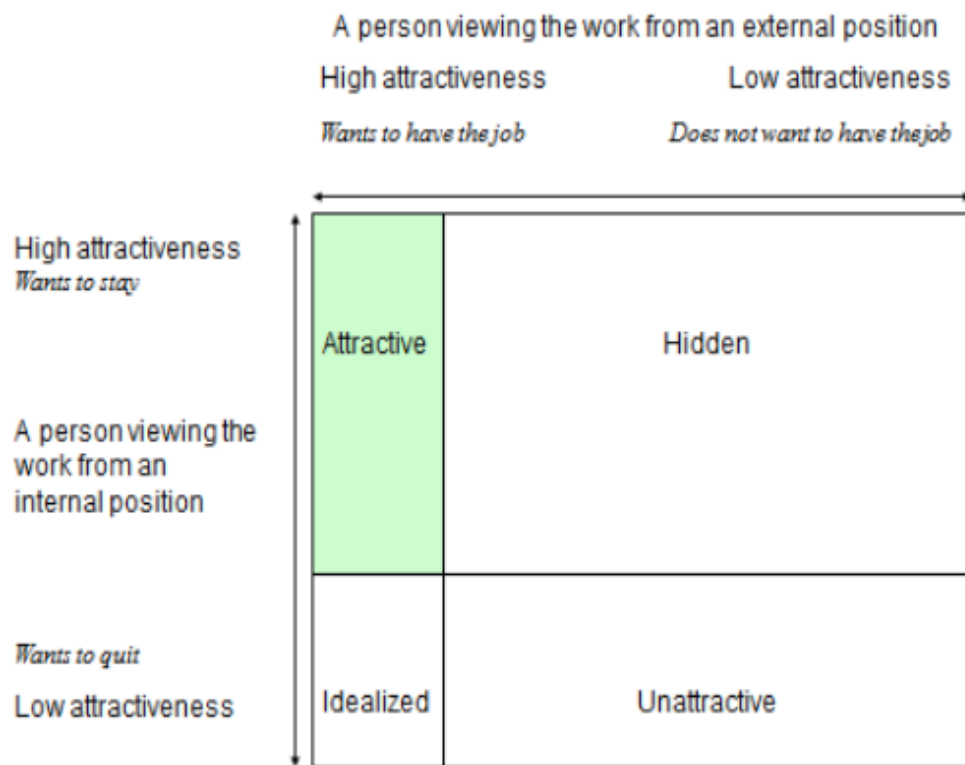 A person viewing the work from an external position
High attractiveness Low attractiveness
Wants to have the job Does not want to have the job
High attractiveness
Wants to stay
Attractive Hidden
A person viewing the
work from an
internal position
Wants to quit
Low attractiveness
Idealized Unattractive